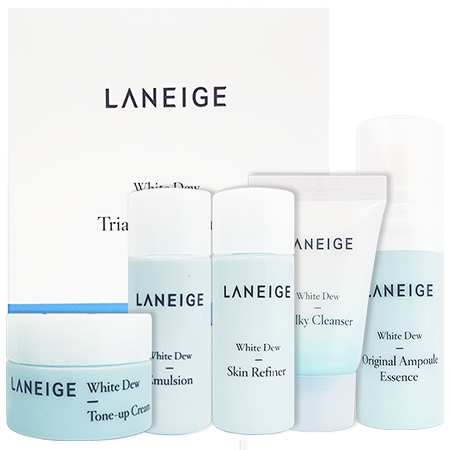 LANEIGE
White Dew
Tria
LANEIGE
White Dew
Tone-up Cream
LANEIGE
White Dew
Emulsion
LANEIGE
White Dew
Skin Refiner
LANEIGE
White Dew
lky Cleanser
LANEIGE
White Dew
Original Ampoule
Essence